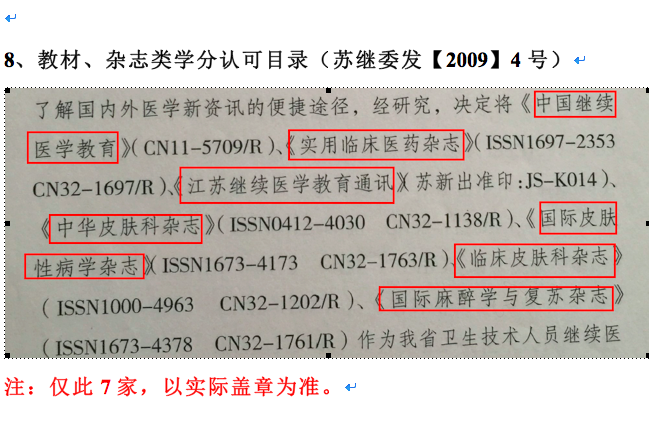 8、教材、杂志类学分认可目录（苏继委发【2009】4 号）
了解国内外医学新资讯的便捷途径，经研究，决定将《中国继续
医学教育》(CN11-5709/R)、《实用临床医药杂志》(ISSN1697-2353
CN32-1697/R)、《江苏继续医学教育通讯》(苏新出准印:JS-K014)、
《中华皮肤科杂志》(ISSN0412-4030 CN32-1138/R)、《国际皮肤
性病学杂志》(ISSN1673-4173 CN32-1763/R)、《临床皮肤科杂志》
(ISSN1000-4963 CN32-1202/R)、《国际麻醉学与复苏杂志》
(ISSN1673-4378 CN32-1761/R) 作为我省卫生技术人员继续医
注：仅此 7 家，以实际盖章为准。